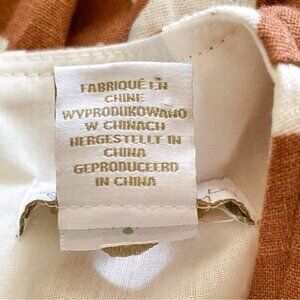 FABRIQUÉ EN
CHINE
WYPRODUKOWANO
W CHINACH
HERGESTELLT IN
CHINA
GEPRODUCEERD
IN CHINA